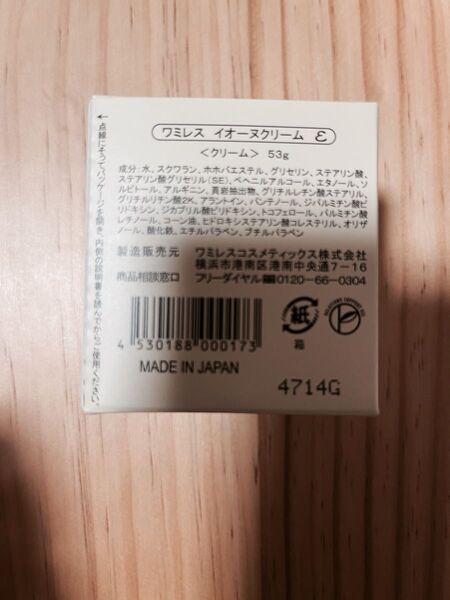 ワミレス イオーヌクリーム ε
<クリーム> 53g
成分:水、スクワラン、ホホバエステル、グリセリン、ステアリン酸、
ステアリン酸グリセリル(SE)、ベヘニルアルコール、エタノール、ソ
ルビトール、アルギニン、真岩抽出物、グリチルレチン酸ステアリル、
グリチルリチン酸2K、アラントイン、パンテノール、ジパルミチン酸ピ
リドキシン、ジカプリル酸ピリドキシン、トコフェロール、パルミチン酸
レチノール、コーン油、ヒドロキシステアリン酸コレステリル、オリザ
ノール、酸化鉄、エチルパラベン、ブチルパラベン
製造販売元 ワミレスコスメティックス株式会社
横浜市港南区港南中央通7-16
商品相談窓口 フリーダイヤル 0120-66-0304
4 530188 000173
MADE IN JAPAN
紙
箱
4714G
←点線にそってパッケージを開き、内側の説明書を読んでからご使用ください。